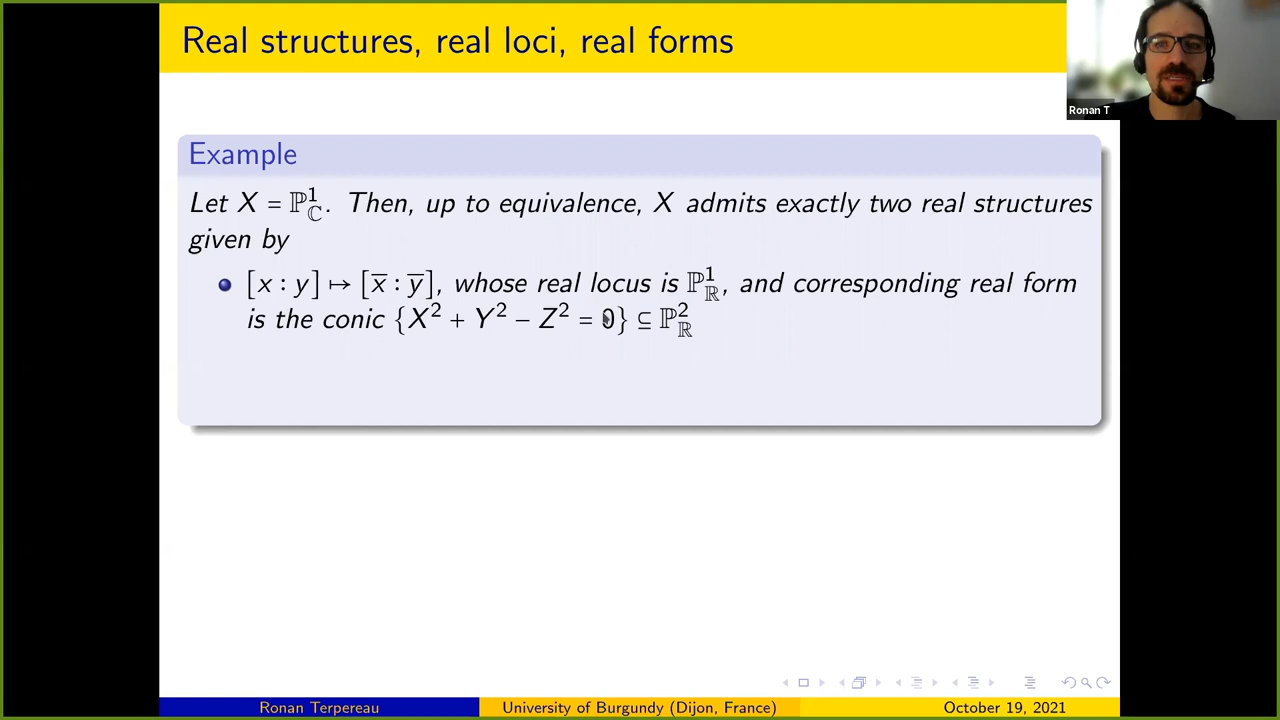 Real structures, real loci, real forms
Ronan T
Example
Let X = ℙ¹_ℂ. Then, up to equivalence, X admits exactly two real structures
given by
[x : y] ↦ [x̅ : y̅], whose real locus is ℙ¹_ℝ, and corresponding real form
is the conic {X² + Y² − Z² = 0} ⊆ ℙ²_ℝ
Ronan Terpereau
University of Burgundy (Dijon, France)
October 19, 2021